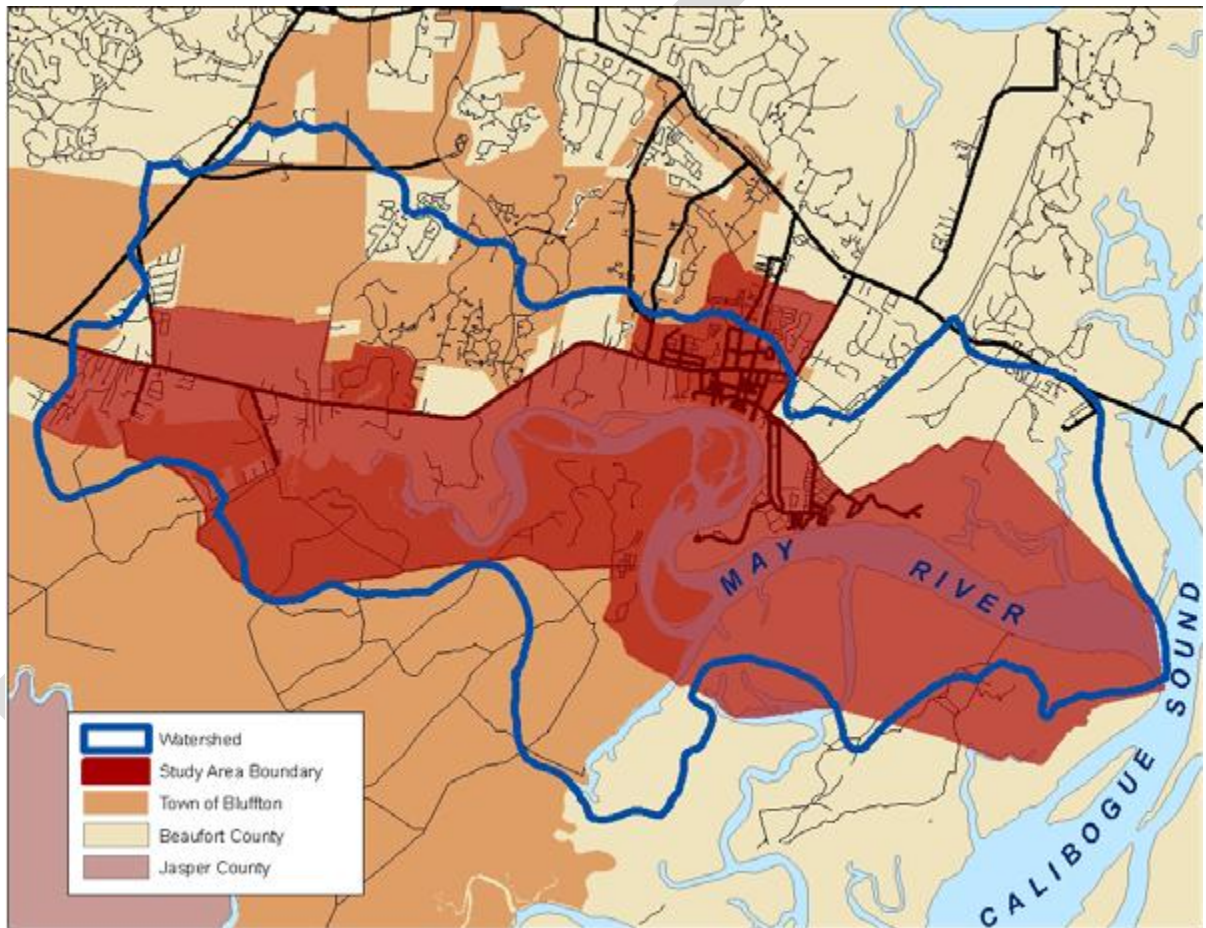 MAY RIVER
CALIBOGUE SOUND
Watershed
Study Area Boundary
Town of Bluffton
Beaufort County
Jasper County